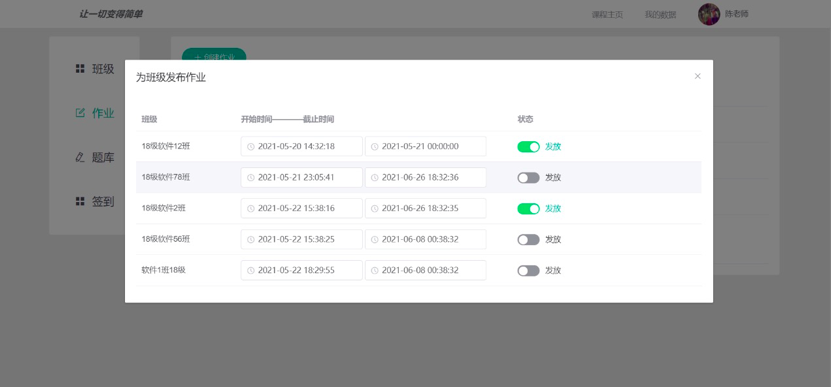 让一切变得简单
课程主页 我的数据 陈老师
+ 创建作业
班级
作业
题库
签到
为班级发布作业
班级 开始时间————截止时间 状态
18级软件12班 2021-05-20 14:32:18 2021-05-21 00:00:00 发放
18级软件78班 2021-05-21 23:05:41 2021-06-26 18:32:36 发放
18级软件2班 2021-05-22 15:38:16 2021-06-26 18:32:35 发放
18级软件56班 2021-05-22 15:38:25 2021-06-08 00:38:32 发放
软件1班18级 2021-05-22 18:29:55 2021-06-08 00:38:32 发放